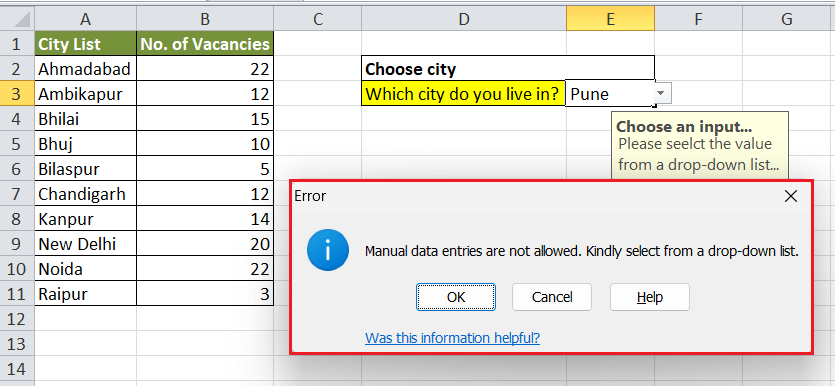 A B C D E F G
1 City List No. of Vacancies
2 Ahmadabad 22 Choose city
3 Ambikapur 12 Which city do you live in? Pune
4 Bhilai 15 Choose an input...
5 Bhuj 10 Please seelct the value
6 Bilaspur 5 from a drop-down list...
7 Chandigarh 12 Error
8 Kanpur 14
9 New Delhi 20 Manual data entries are not allowed. Kindly select from a drop-down list.
10 Noida 22
11 Raipur 3 OK Cancel Help
12
13 Was this information helpful?
14